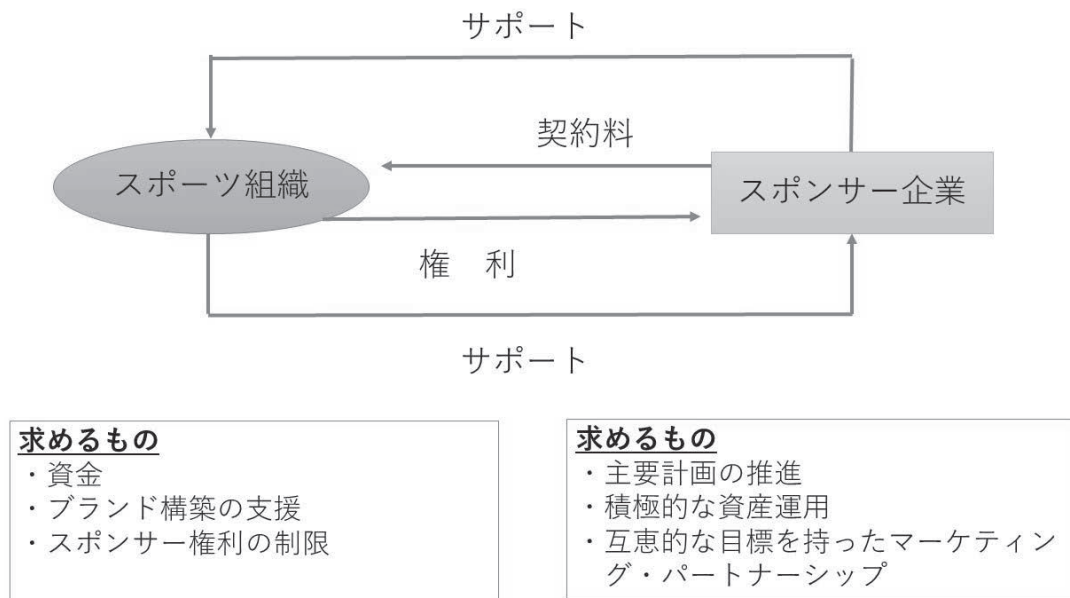 サポート
契約料
スポーツ組織
スポンサー企業
権　利
サポート
求めるもの
・資金
・ブランド構築の支援
・スポンサー権利の制限
求めるもの
・主要計画の推進
・積極的な資産運用
・互恵的な目標を持ったマーケティン
グ・パートナーシップ